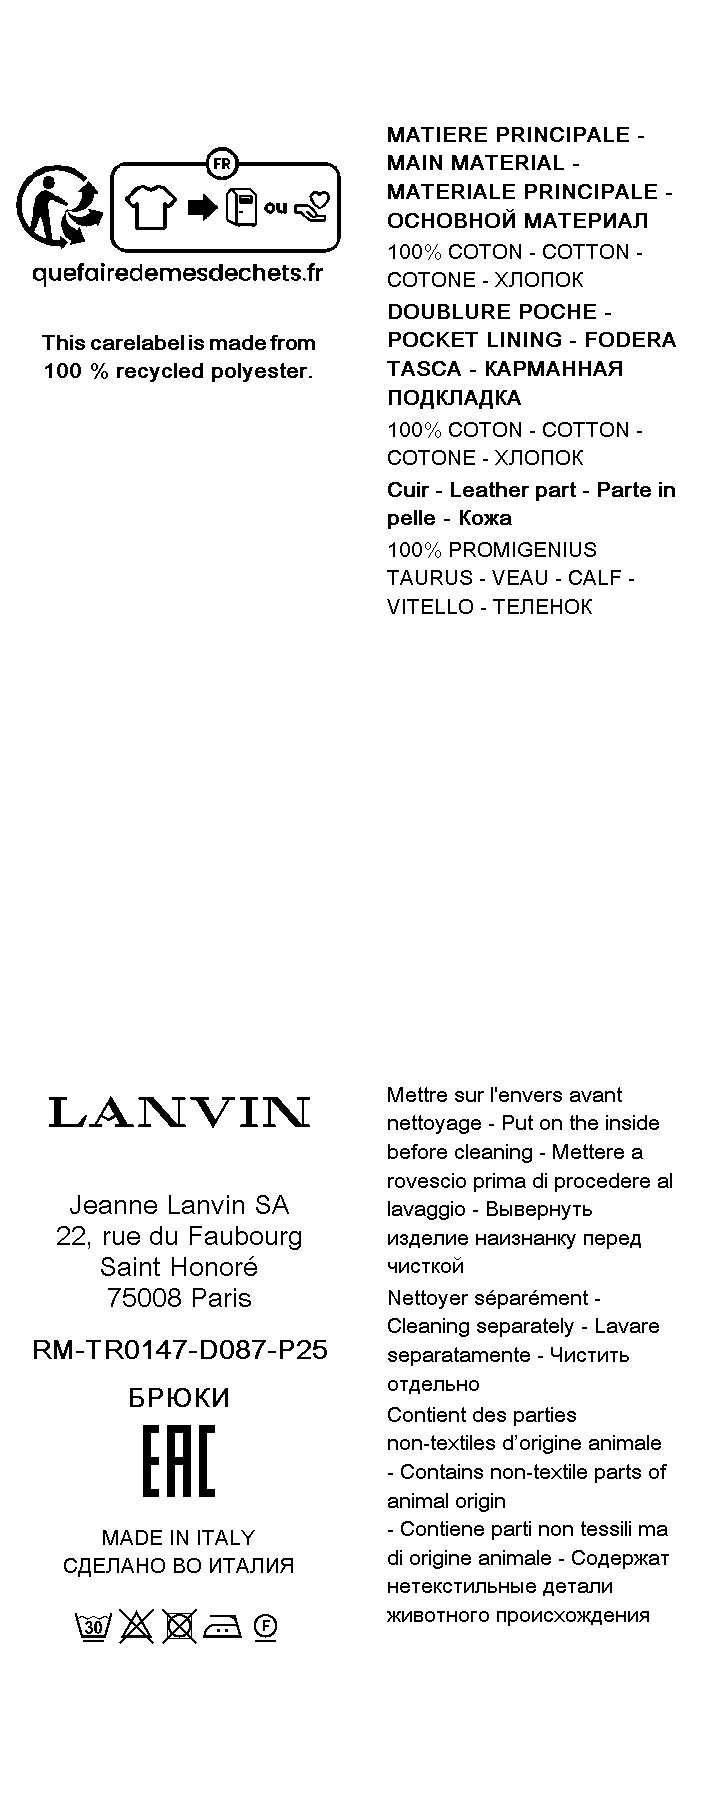 FR
ou
quefairedemesdechets.fr
This carelabel is made from
100 % recycled polyester.
MATIERE PRINCIPALE -
MAIN MATERIAL -
MATERIALE PRINCIPALE -
ОСНОВНОЙ МАТЕРИАЛ
100% COTON - COTTON -
COTONE - ХЛОПОК
DOUBLURE POCHE -
POCKET LINING - FODERA
TASCA - КАРМАННАЯ
ПОДКЛАДКА
100% COTON - COTTON -
COTONE - ХЛОПОК
Cuir - Leather part - Parte in
pelle - Кожа
100% PROMIGENIUS
TAURUS - VEAU - CALF -
VITELLO - ТЕЛЕНОК
LANVIN
Jeanne Lanvin SA
22, rue du Faubourg
Saint Honoré
75008 Paris
RM-TR0147-D087-P25
БРЮКИ
EAC
MADE IN ITALY
СДЕЛАНО ВО ИТАЛИЯ
30
F
Mettre sur l'envers avant
nettoyage - Put on the inside
before cleaning - Mettere a
rovescio prima di procedere al
lavaggio - Вывернуть
изделие наизнанку перед
чисткой
Nettoyer séparément -
Cleaning separately - Lavare
separatamente - Чистить
отдельно
Contient des parties
non-textiles d’origine animale
- Contains non-textile parts of
animal origin
- Contiene parti non tessili ma
di origine animale - Содержат
нетекстильные детали
животного происхождения